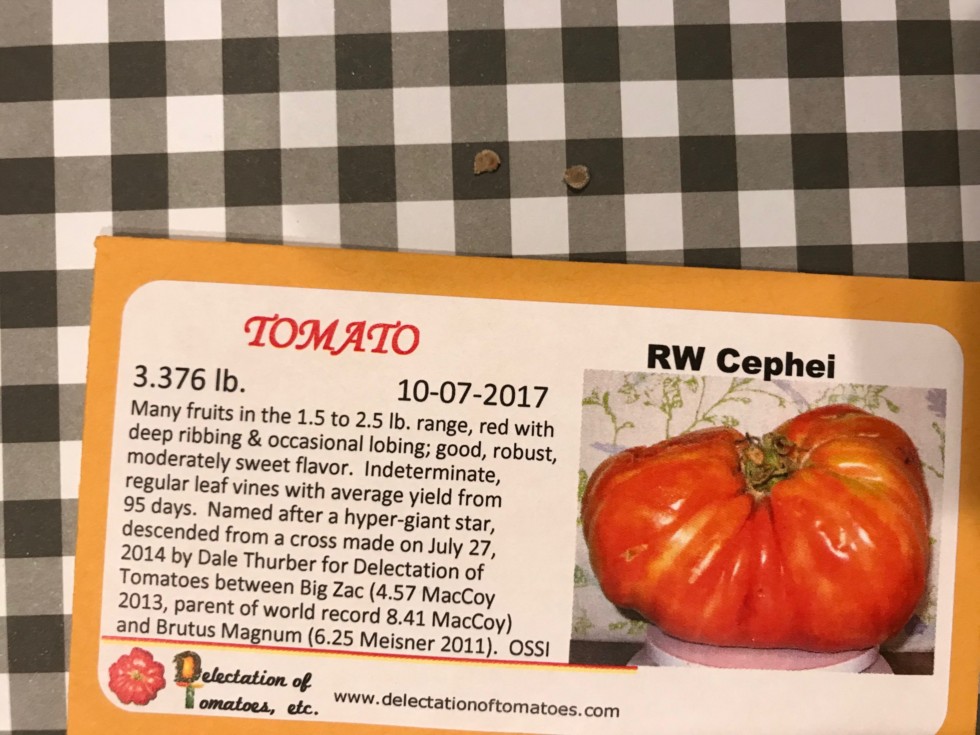 TOMATO
RW Cephei
3.376 lb. 10-07-2017
Many fruits in the 1.5 to 2.5 lb. range, red with
deep ribbing & occasional lobing; good, robust,
moderately sweet flavor. Indeterminate,
regular leaf vines with average yield from
95 days. Named after a hyper-giant star,
descended from a cross made on July 27,
2014 by Dale Thurber for Delectation of
Tomatoes between Big Zac (4.57 MacCoy
2013, parent of world record 8.41 MacCoy)
and Brutus Magnum (6.25 Meisner 2011). OSSI
Delectation of
Tomatoes, etc.
www.delectationoftomatoes.com